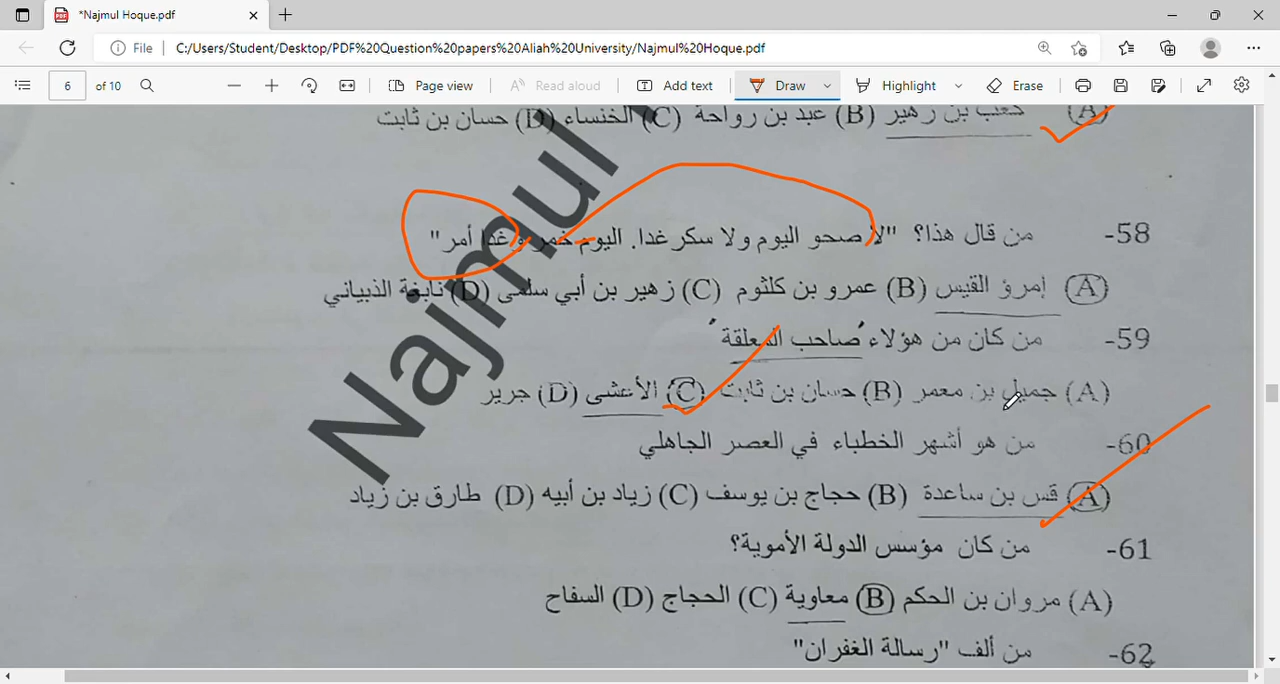 *Najmul Hoque.pdf
File C:/Users/Student/Desktop/PDF%20Question%20papers%20Aliah%20University/Najmul%20Hoque.pdf
6 of 10 Page view Read aloud Add text Draw Highlight Erase
(A) كعب بن زهير (B) عبد بن رواحة (C) الخنساء (D) حسان بن ثابت
58- من قال هذا؟ "لا صحو اليوم ولا سكر غدا. اليوم خمر و غدا أمر"
(A) إمرؤ القيس (B) عمرو بن كلثوم (C) زهير بن أبي سلمى (D) نابغة الذبياني
59- من كان من هؤلاء 'صاحب المعلقة'
(A) جميل بن معمر (B) حسان بن ثابت (C) الأعشى (D) جرير
60- من هو أشهر الخطباء في العصر الجاهلي
(A) قس بن ساعدة (B) حجاج بن يوسف (C) زياد بن أبيه (D) طارق بن زياد
61- من كان مؤسس الدولة الأموية؟
(A) مروان بن الحكم (B) معاوية (C) الحجاج (D) السفاح
62- من ألف "رسالة الغفران"
Najmul